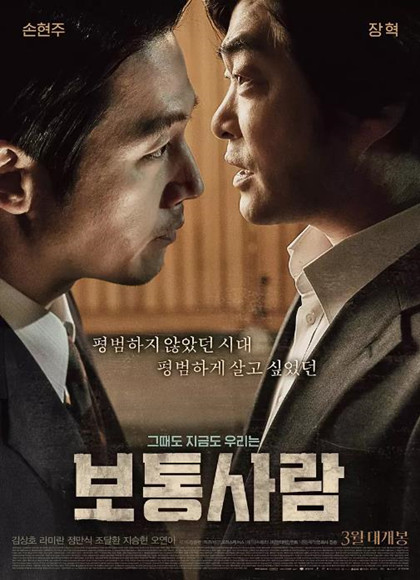 손현주
장혁
평범하지 않았던 시대
평범하게 살고 싶었던
그때도 지금도 우리는
보통사람
김상호 라미란 정만식 조달환 지승현 오연아
3월 대개봉